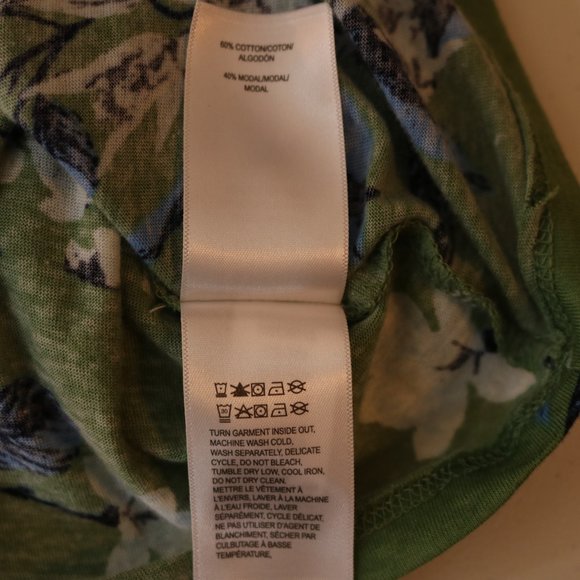 60% COTTON/COTON/
ALGODÓN
40% MODAL/MODAL/
MODAL
30
TURN GARMENT INSIDE OUT,
MACHINE WASH COLD,
WASH SEPARATELY, DELICATE
CYCLE, DO NOT BLEACH,
TUMBLE DRY LOW, COOL IRON,
DO NOT DRY CLEAN.
METTRE LE VÊTEMENT À
L'ENVERS, LAVER À LA MACHINE
À L'EAU FROIDE, LAVER
SÉPARÉMENT, CYCLE DÉLICAT,
NE PAS UTILISER D'AGENT DE
BLANCHIMENT, SÉCHER PAR
CULBUTAGE À BASSE
TEMPÉRATURE,